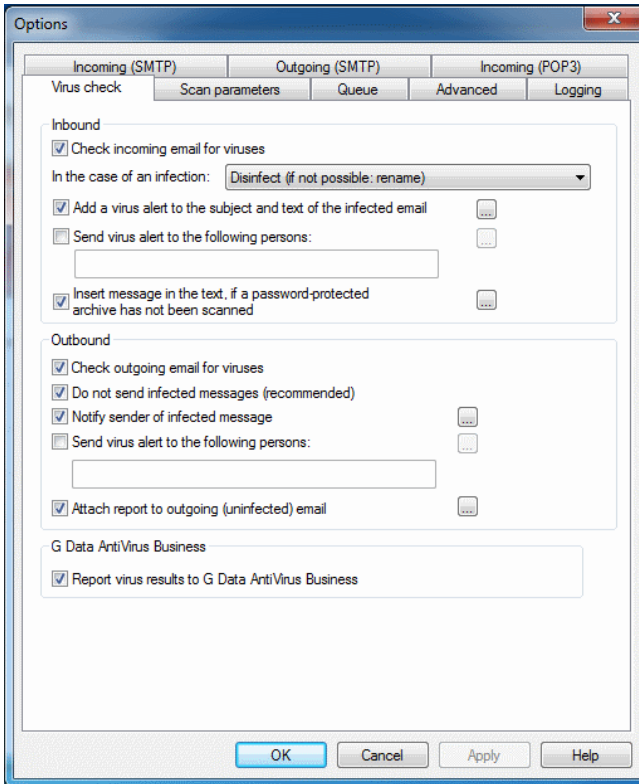 Options
Incoming (SMTP)
Outgoing (SMTP)
Incoming (POP3)
Virus check
Scan parameters
Queue
Advanced
Logging
Inbound
Check incoming email for viruses
In the case of an infection:
Disinfect (if not possible: rename)
Add a virus alert to the subject and text of the infected email
...
Send virus alert to the following persons:
...
Insert message in the text, if a password-protected
archive has not been scanned
...
Outbound
Check outgoing email for viruses
Do not send infected messages (recommended)
Notify sender of infected message
...
Send virus alert to the following persons:
...
Attach report to outgoing (uninfected) email
...
G Data AntiVirus Business
Report virus results to G Data AntiVirus Business
OK
Cancel
Apply
Help